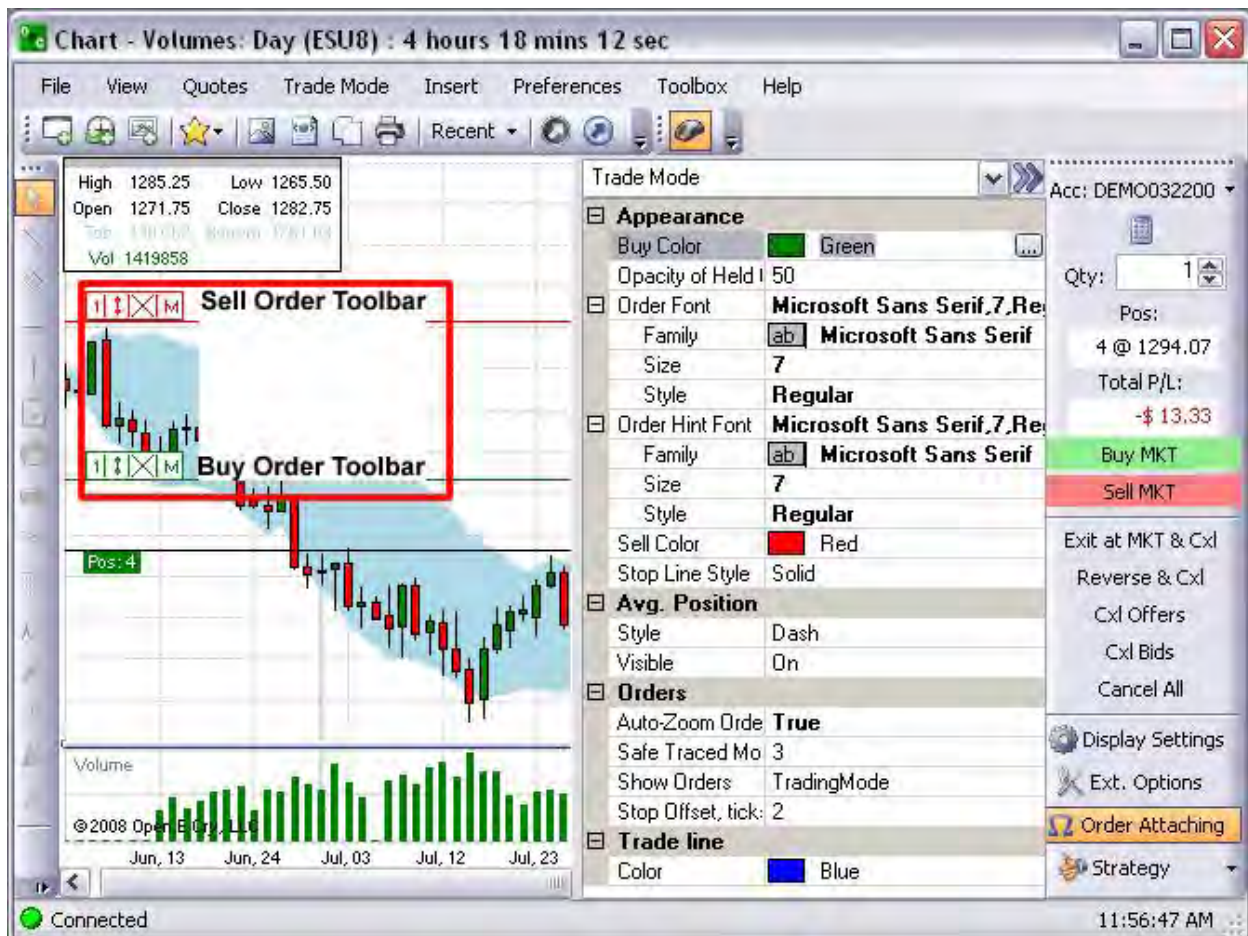 Chart - Volumes: Day (ESU8) : 4 hours 18 mins 12 sec
File View Quotes Trade Mode Insert Preferences Toolbox Help
Recent
High 1285.25 Low 1265.50
Open 1271.75 Close 1282.75
Vol 1419858
1 M Sell Order Toolbar
1 M Buy Order Toolbar
Pos: 4
Volume
Jun, 13 Jun, 24 Jul, 03 Jul, 12 Jul, 23
Trade Mode
Appearance
Buy Color Green ...
Opacity of Held 50
Order Font Microsoft Sans Serif,7,Re
Family ab Microsoft Sans Serif
Size 7
Style Regular
Order Hint Font Microsoft Sans Serif,7,Re
Family ab Microsoft Sans Serif
Size 7
Style Regular
Sell Color Red
Stop Line Style Solid
Avg. Position
Style Dash
Visible On
Orders
Auto-Zoom Orde True
Safe Traced Mo 3
Show Orders TradingMode
Stop Offset, tick: 2
Trade line
Color Blue
Acc: DEMO032200
Qty: 1
Pos:
4 @ 1294.07
Total P/L:
-$ 13.33
Buy MKT
Sell MKT
Exit at MKT & Cxl
Reverse & Cxl
Cxl Offers
Cxl Bids
Cancel All
Display Settings
Ext. Options
Order Attaching
Strategy
Connected 11:56:47 AM